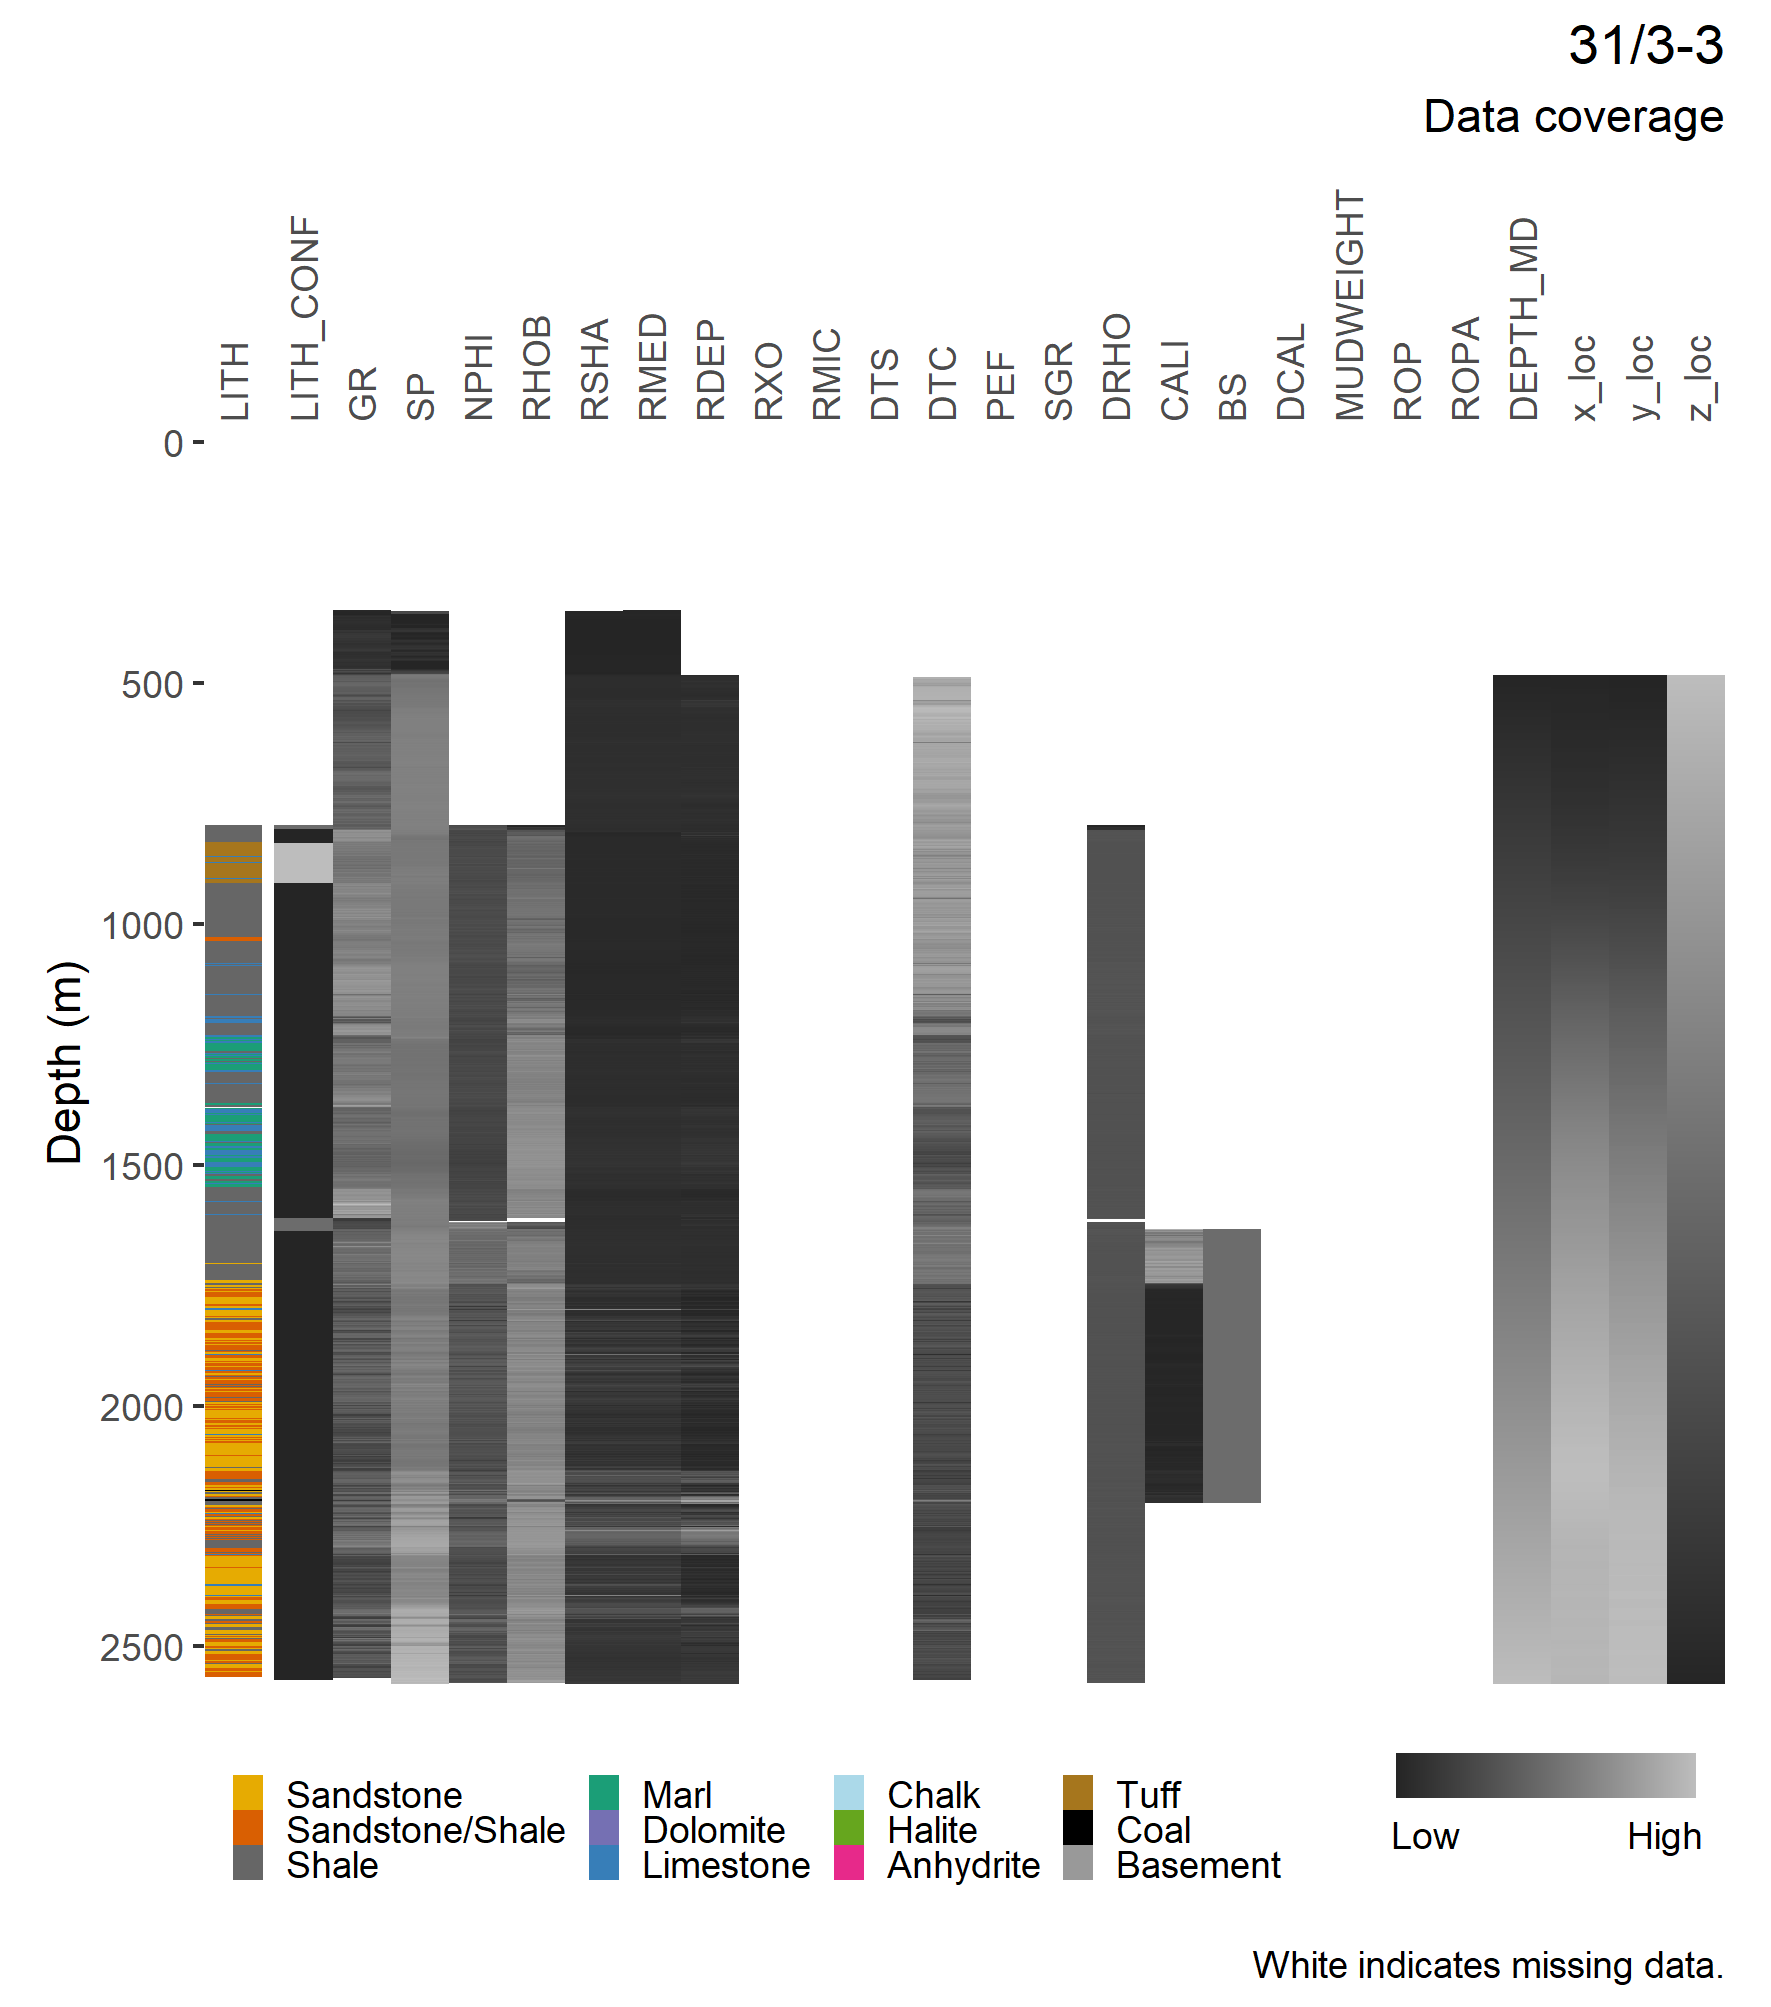 31/3-3
Data coverage
LITH
LITH_CONF
GR
SP
NPHI
RHOB
RSHA
RMED
RDEP
RXO
RMIC
DTS
DTC
PEF
SGR
DRHO
CALI
BS
DCAL
MUDWEIGHT
ROP
ROPA
DEPTH_MD
x_loc
y_loc
z_loc
0
500
1000
1500
2000
2500
Depth (m)
Sandstone
Sandstone/Shale
Shale
Marl
Dolomite
Limestone
Chalk
Halite
Anhydrite
Tuff
Coal
Basement
Low High
White indicates missing data.